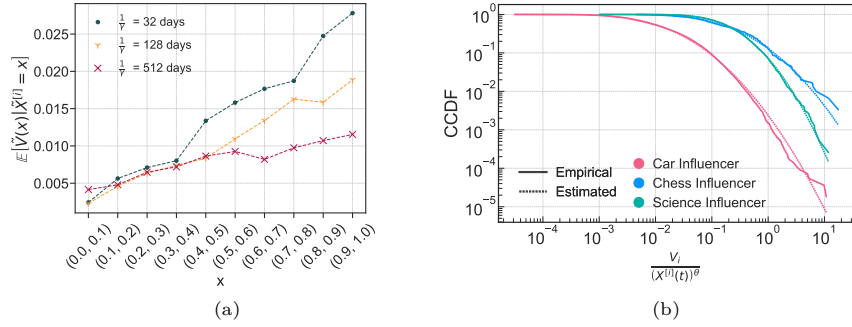 1/γ = 32 days
1/γ = 128 days
1/γ = 512 days
𝔼[Ṽ(x)|X̃^[i] = x]
0.025
0.020
0.015
0.010
0.005
(0.0, 0.1)
(0.1, 0.2)
(0.2, 0.3)
(0.3, 0.4)
(0.4, 0.5)
(0.5, 0.6)
(0.6, 0.7)
(0.7, 0.8)
(0.8, 0.9)
(0.9, 1.0)
x
(a)
CCDF
10^0
10^−1
10^−2
10^−3
10^−4
10^−5
Empirical
Estimated
Car Influencer
Chess Influencer
Science Influencer
10^−4 10^−3 10^−2 10^−1 10^0 10^1
V_i
(X^[i](t))^θ
(b)